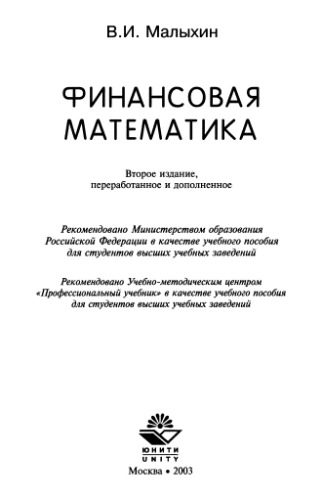 В.И. Малыхин
ФИНАНСОВАЯ
МАТЕМАТИКА
Второе издание,
переработанное и дополненное
Рекомендовано Министерством образования
Российской Федерации в качестве учебного пособия
для студентов высших учебных заведений
Рекомендовано Учебно-методическим центром
«Профессиональный учебник» в качестве учебного пособия
для студентов высших учебных заведений
ЮНИТИ
UNITY
Москва • 2003